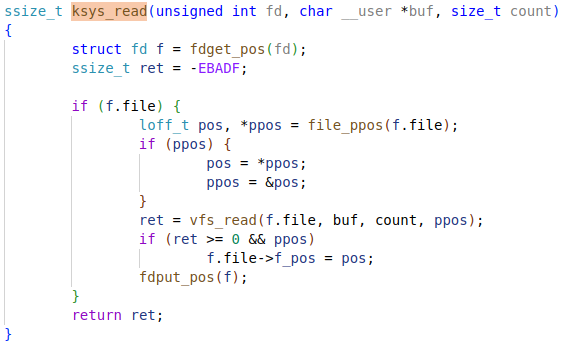 ssize_t ksys_read(unsigned int fd, char __user *buf, size_t count)
{
        struct fd f = fdget_pos(fd);
        ssize_t ret = -EBADF;

        if (f.file) {
                loff_t pos, *ppos = file_ppos(f.file);
                if (ppos) {
                        pos = *ppos;
                        ppos = &pos;
                }
                ret = vfs_read(f.file, buf, count, ppos);
                if (ret >= 0 && ppos)
                        f.file->f_pos = pos;
                fdput_pos(f);
        }
        return ret;
}